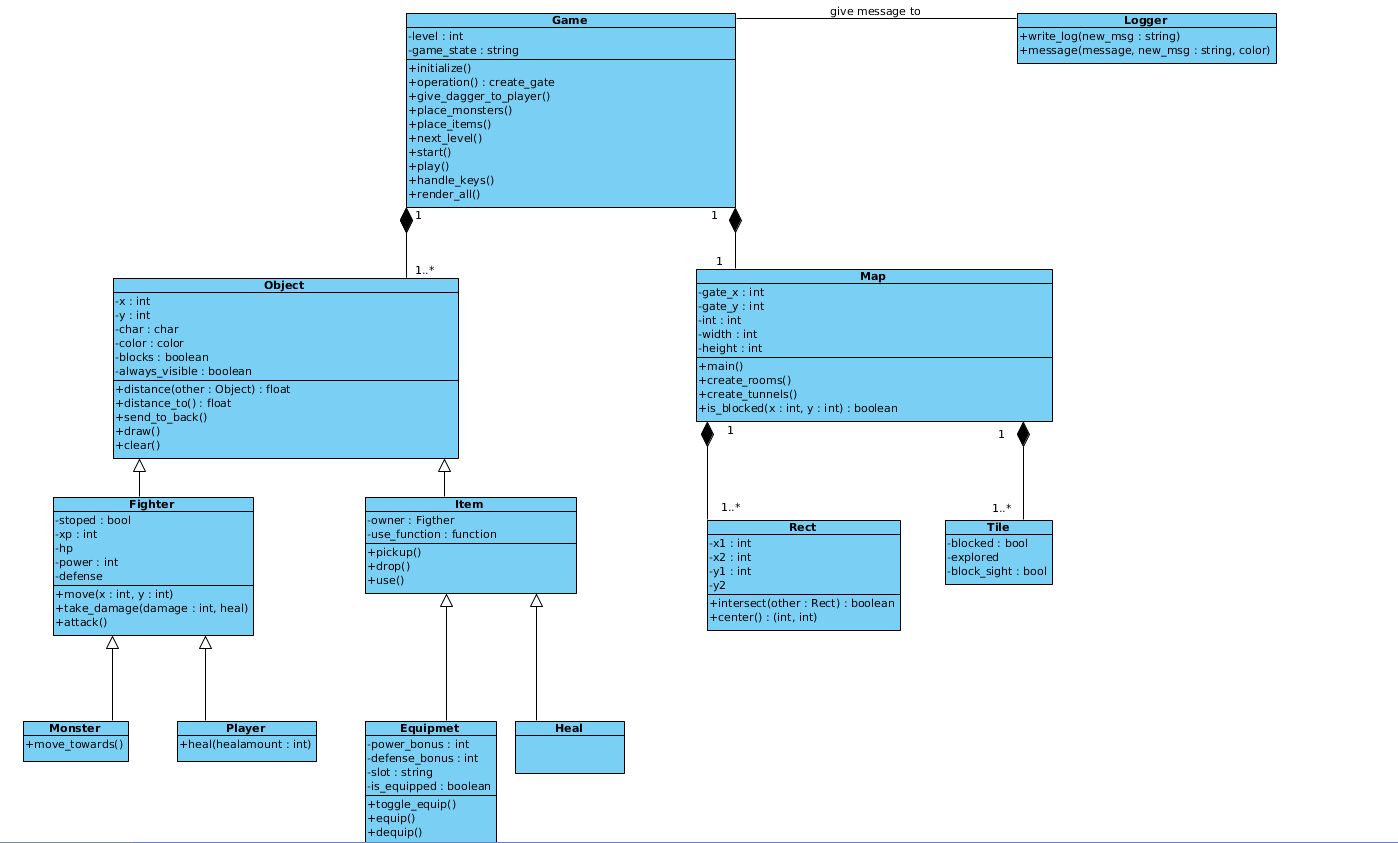 Game
-level : int
-game_state : string
+initialize()
+operation() : create_gate
+give_dagger_to_player()
+place_monsters()
+place_items()
+next_level()
+start()
+play()
+handle_keys()
+render_all()
give message to
Logger
+write_log(new_msg : string)
+message(message, new_msg : string, color)
1
1..*
1
1
Object
-x : int
-y : int
-char : char
-color : color
-blocks : boolean
-always_visible : boolean
+distance(other : Object) : float
+distance_to() : float
+send_to_back()
+draw()
+clear()
Map
-gate_x : int
-gate_y : int
-int : int
-width : int
-height : int
+main()
+create_rooms()
+create_tunnels()
+is_blocked(x : int, y : int) : boolean
1
1..*
1
1..*
Fighter
-stoped : bool
-xp : int
-hp
-power : int
-defense
+move(x : int, y : int)
+take_damage(damage : int, heal)
+attack()
Item
-owner : Figther
-use_function : function
+pickup()
+drop()
+use()
Rect
-x1 : int
-x2 : int
-y1 : int
-y2
+intersect(other : Rect) : boolean
+center() : (int, int)
Tile
-blocked : bool
-explored
-block_sight : bool
Monster
+move_towards()
Player
+heal(healamount : int)
Equipmet
-power_bonus : int
-defense_bonus : int
-slot : string
-is_equipped : boolean
+toggle_equip()
+equip()
+dequip()
Heal